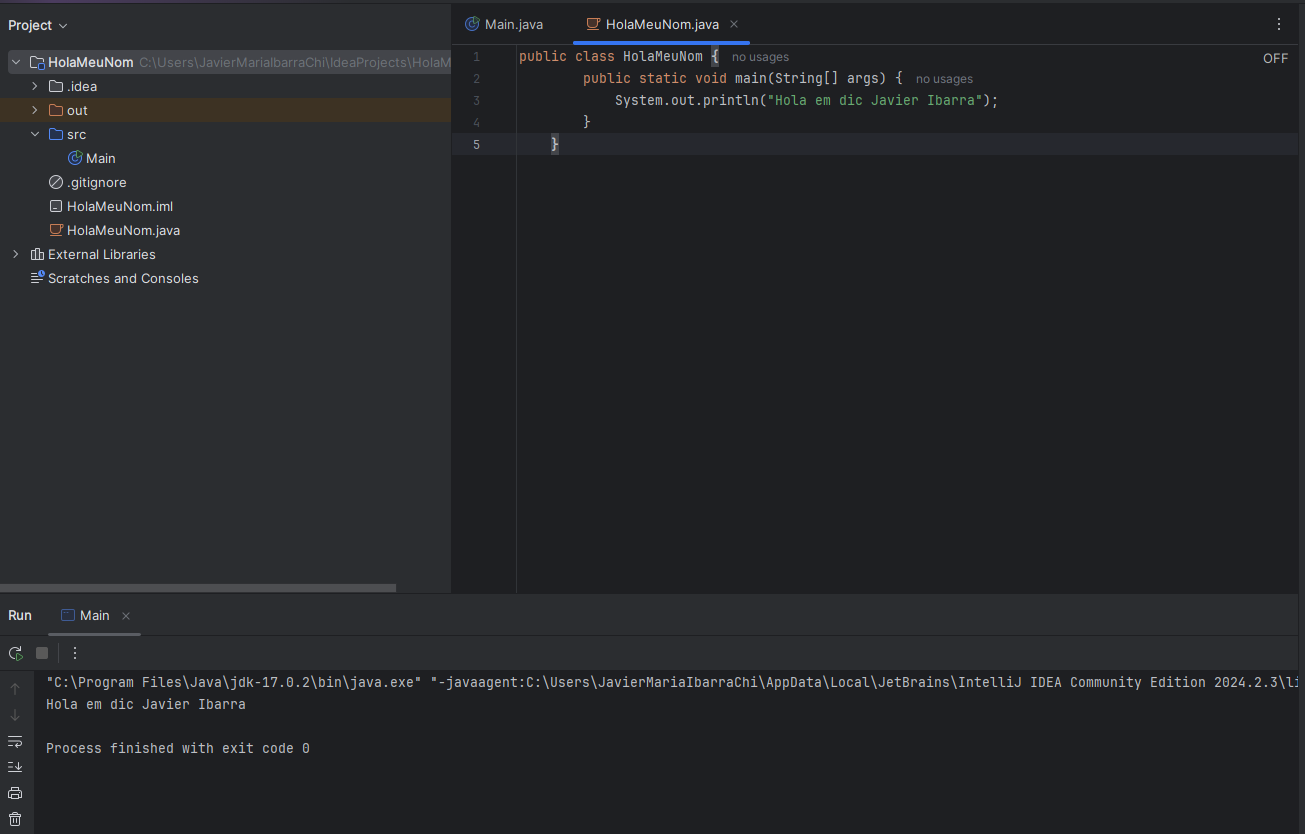 Project
HolaMeuNom C:\Users\JavierMariaIbarraChi\IdeaProjects\HolaM
.idea
out
src
Main
.gitignore
HolaMeuNom.iml
HolaMeuNom.java
External Libraries
Scratches and Consoles
Main.java HolaMeuNom.java
OFF
1 public class HolaMeuNom { no usages
2 public static void main(String[] args) { no usages
3 System.out.println("Hola em dic Javier Ibarra");
4 }
5 }
Run Main
"C:\Program Files\Java\jdk-17.0.2\bin\java.exe" "-javaagent:C:\Users\JavierMariaIbarraChi\AppData\Local\JetBrains\IntelliJ IDEA Community Edition 2024.2.3\li
Hola em dic Javier Ibarra
Process finished with exit code 0